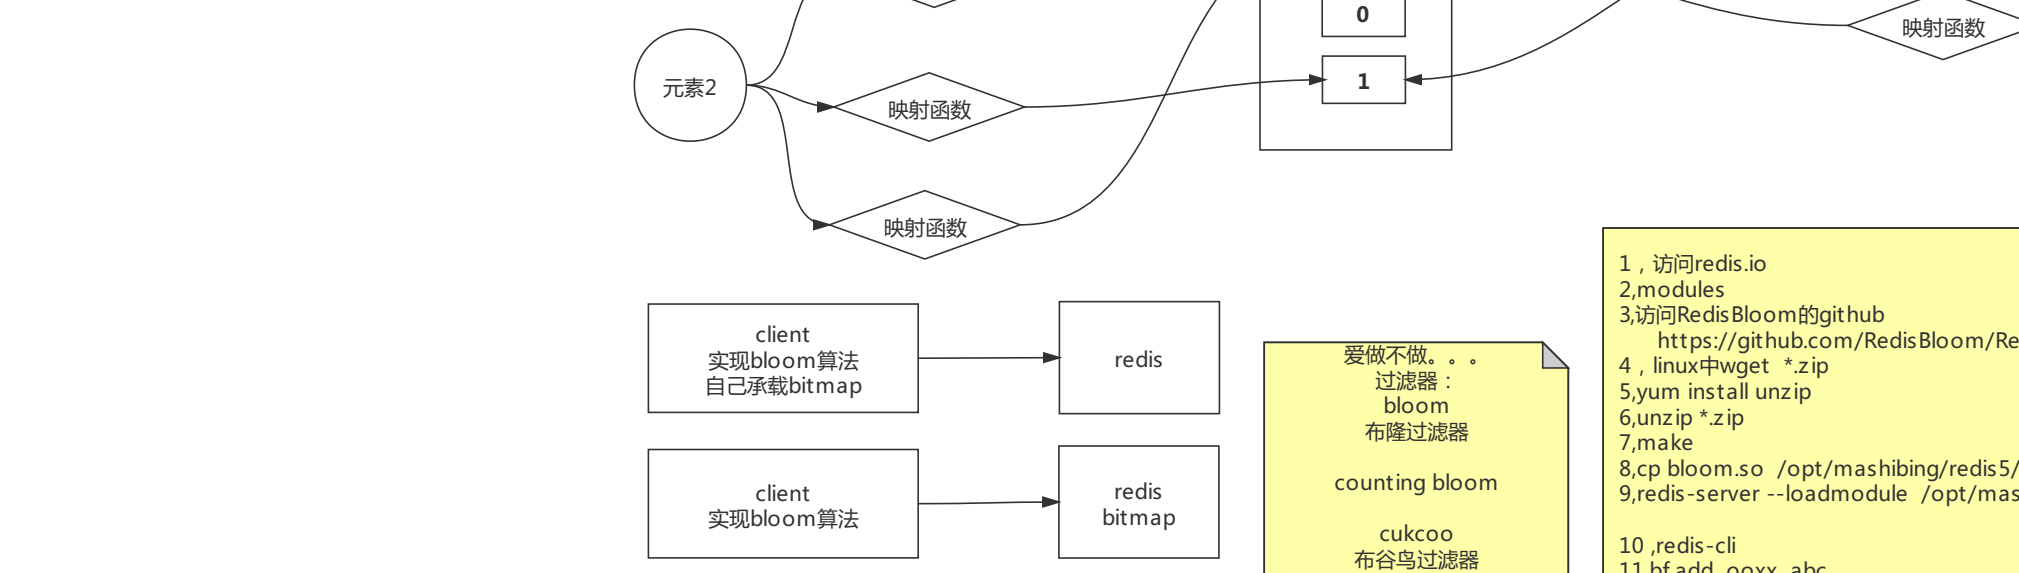 0
映射函数
元素2
映射函数
1
映射函数
client
实现bloom算法
自己承载bitmap
redis
client
实现bloom算法
redis
bitmap
爱做不做。。。
过滤器：
bloom
布隆过滤器
counting bloom
cukcoo
布谷鸟过滤器
1，访问redis.io
2,modules
3,访问RedisBloom的github
https://github.com/RedisBloom/Re
4，linux中wget  *.zip
5,yum install unzip
6,unzip *.zip
7,make
8,cp bloom.so  /opt/mashibing/redis5/
9,redis-server --loadmodule  /opt/mas
10 ,redis-cli
11,bf.add  ooxx  abc